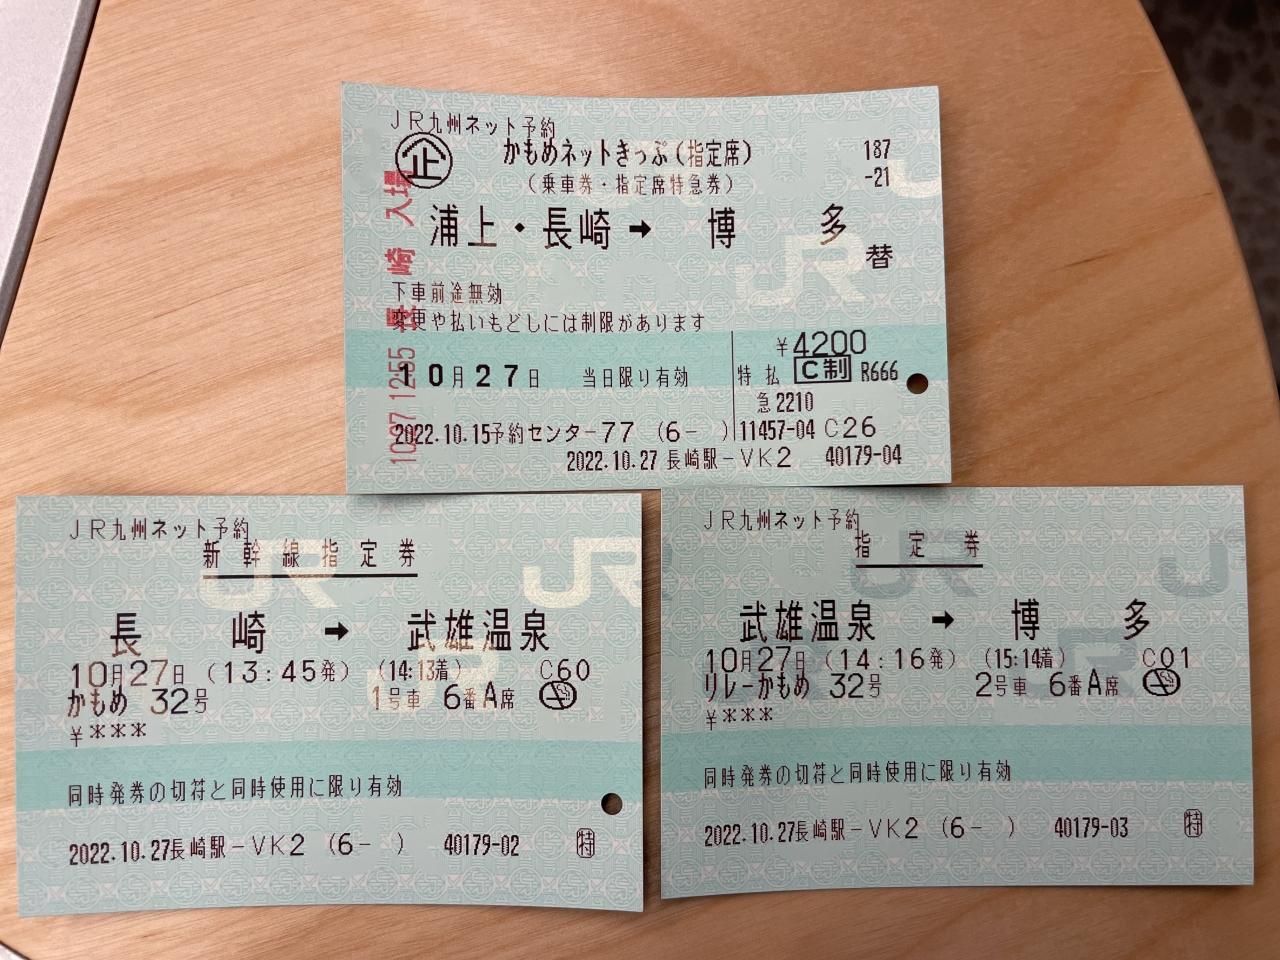 JR九州ネット予約
企 かもめネットきっぷ(指定席) 187
(乗車券・指定席特急券) -21
浦上・長崎 → 博多
替
下車前途無効
変更や払いもどしには制限があります
¥4200
10月27日 当日限り有効 特 払 C制 R666
急2210
2022.10.15予約センター77 (6- ) 11457-04 C26
2022.10.27 長崎駅-VK2 40179-04
10.27 12:55 長崎 入場
JR九州ネット予約
新幹線指定券
長崎 → 武雄温泉
10月27日 (13:45発) (14:13着) C60
かもめ 32号 1号車 6番A席
¥***
同時発券の切符と同時使用に限り有効
2022.10.27長崎駅-VK2 (6- ) 40179-02 特
JR
JR
JR九州ネット予約
指定券
武雄温泉 → 博多
10月27日 (14:16発) (15:14着) C01
リレーかもめ 32号 2号車 6番A席
¥***
同時発券の切符と同時使用に限り有効
2022.10.27長崎駅-VK2 (6- ) 40179-03 特